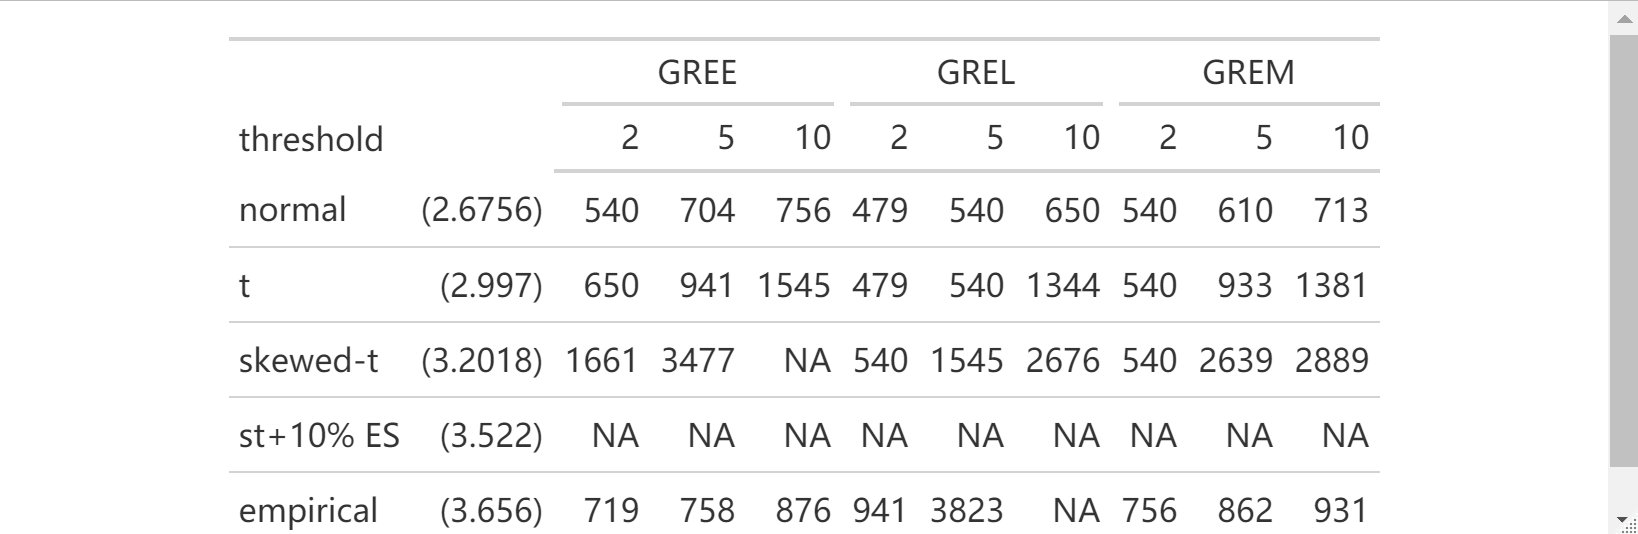 GREE GREL GREM
threshold 2 5 10 2 5 10 2 5 10
normal (2.6756) 540 704 756 479 540 650 540 610 713
t (2.997) 650 941 1545 479 540 1344 540 933 1381
skewed-t (3.2018) 1661 3477 NA 540 1545 2676 540 2639 2889
st+10% ES (3.522) NA NA NA NA NA NA NA NA NA
empirical (3.656) 719 758 876 941 3823 NA 756 862 931